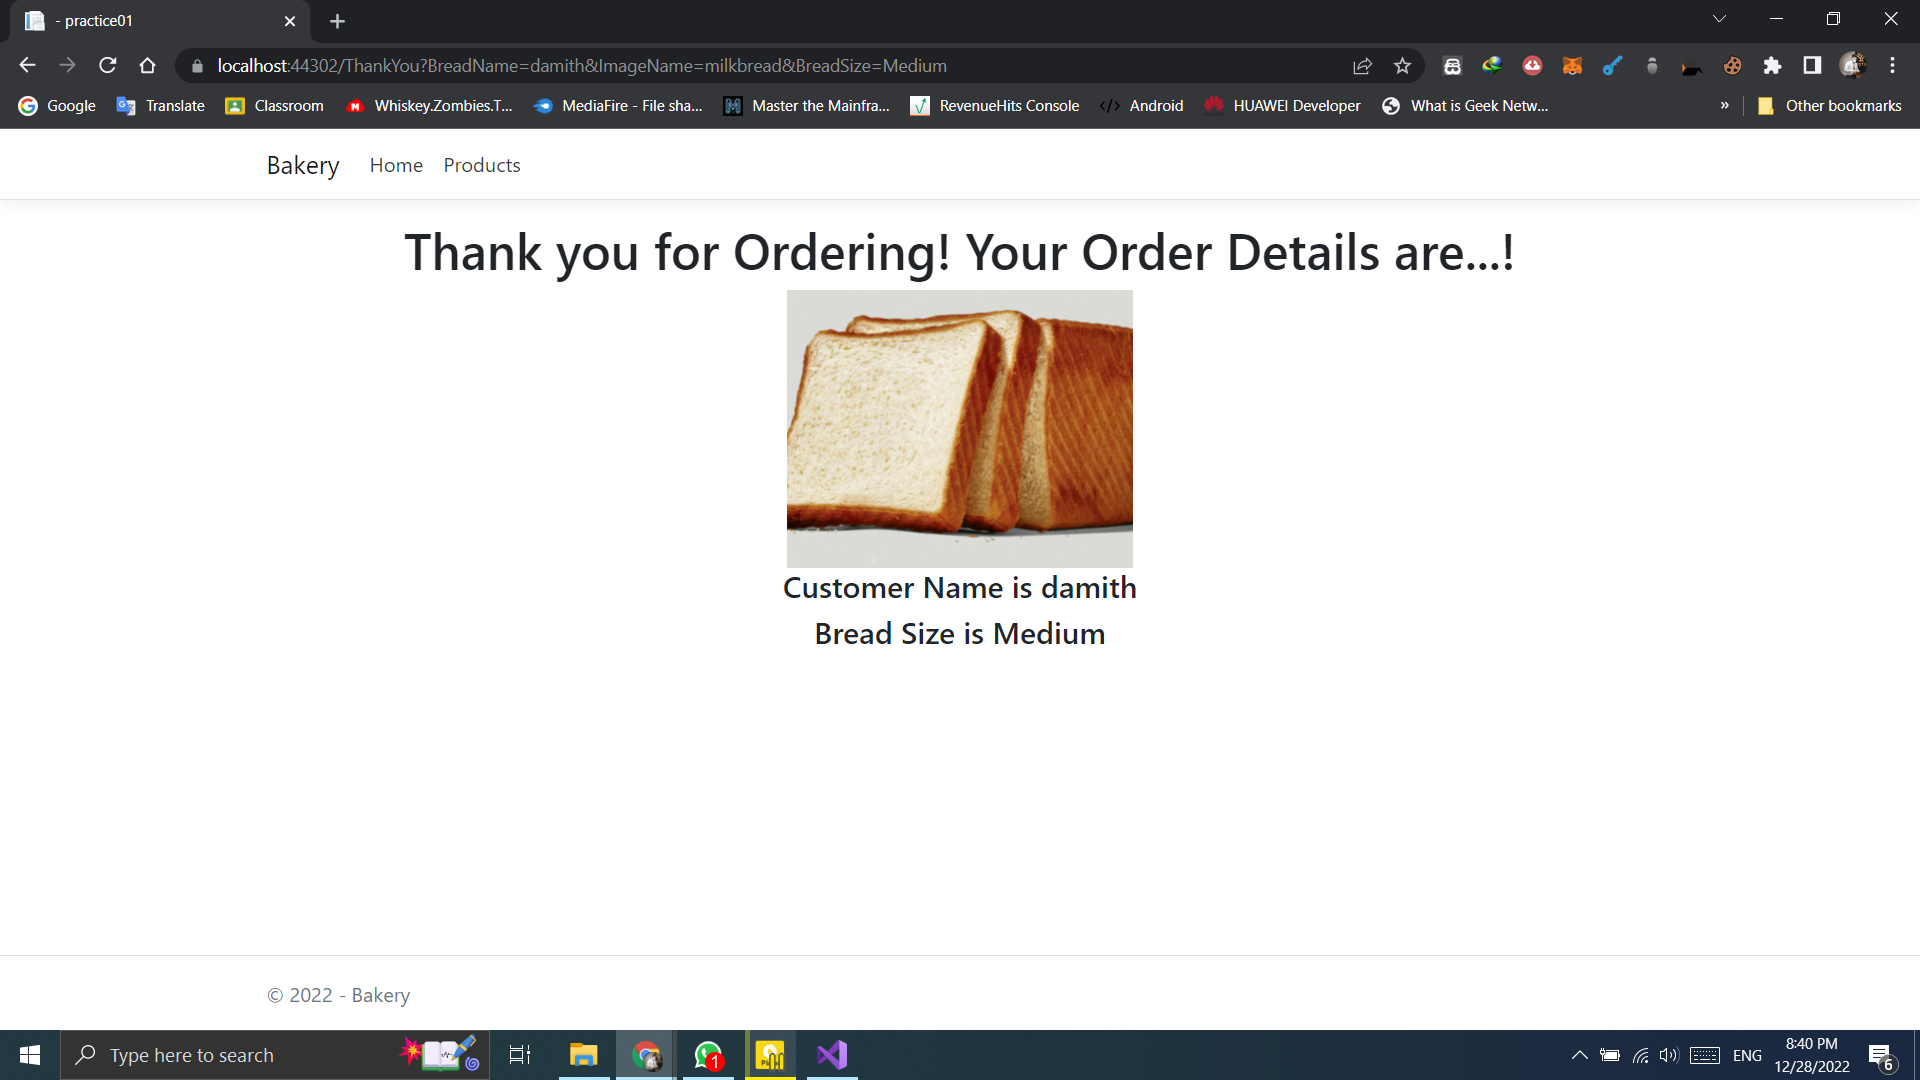 - practice01
localhost:44302/ThankYou?BreadName=damith&ImageName=milkbread&BreadSize=Medium
Google Translate Classroom Whiskey.Zombies.T... MediaFire - File sha... Master the Mainfra... RevenueHits Console Android HUAWEI Developer What is Geek Netw... » Other bookmarks
Bakery Home Products
Thank you for Ordering! Your Order Details are...!
Customer Name is damith
Bread Size is Medium
© 2022 - Bakery
Type here to search
1
ENG
8:40 PM
12/28/2022
6